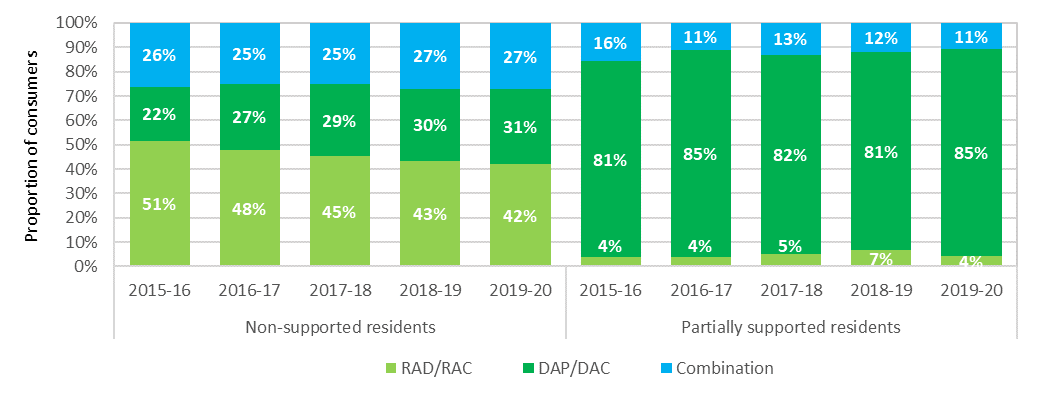 100%
90%
80%
70%
60%
50%
40%
30%
20%
10%
0%
Proportion of consumers
26% 25% 25% 27% 27% 16% 11% 13% 12% 11%
22% 27% 29% 30% 31% 81% 85% 82% 81% 85%
51% 48% 45% 43% 42% 4% 4% 5% 7% 4%
2015-16 2016-17 2017-18 2018-19 2019-20 2015-16 2016-17 2017-18 2018-19 2019-20
Non-supported residents Partially supported residents
RAD/RAC DAP/DAC Combination